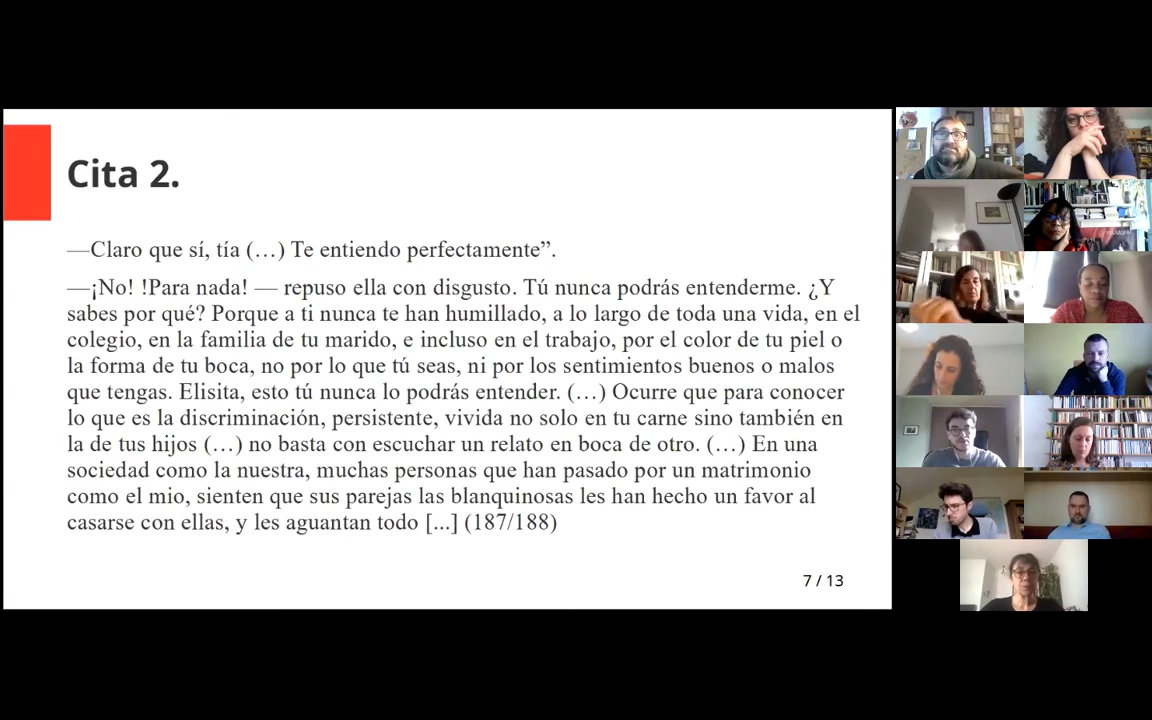 Cita 2.
—Claro que sí, tía (…) Te entiendo perfectamente”.
—¡No! !Para nada! — repuso ella con disgusto. Tú nunca podrás entenderme. ¿Y
sabes por qué? Porque a ti nunca te han humillado, a lo largo de toda una vida, en el
colegio, en la familia de tu marido, e incluso en el trabajo, por el color de tu piel o
la forma de tu boca, no por lo que tú seas, ni por los sentimientos buenos o malos
que tengas. Elisita, esto tú nunca lo podrás entender. (…) Ocurre que para conocer
lo que es la discriminación, persistente, vivida no solo en tu carne sino también en
la de tus hijos (…) no basta con escuchar un relato en boca de otro. (…) En una
sociedad como la nuestra, muchas personas que han pasado por un matrimonio
como el mio, sienten que sus parejas las blanquinosas les han hecho un favor al
casarse con ellas, y les aguantan todo [...] (187/188)
7 / 13